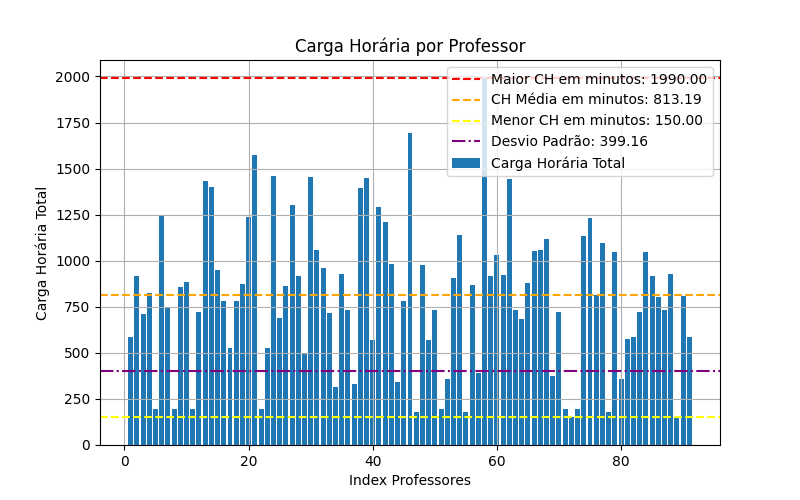 Carga Horária por Professor
Maior CH em minutos: 1990.00
CH Média em minutos: 813.19
Menor CH em minutos: 150.00
Desvio Padrão: 399.16
Carga Horária Total
Carga Horária Total
2000
1750
1500
1250
1000
750
500
250
0
0 20 40 60 80
Index Professores